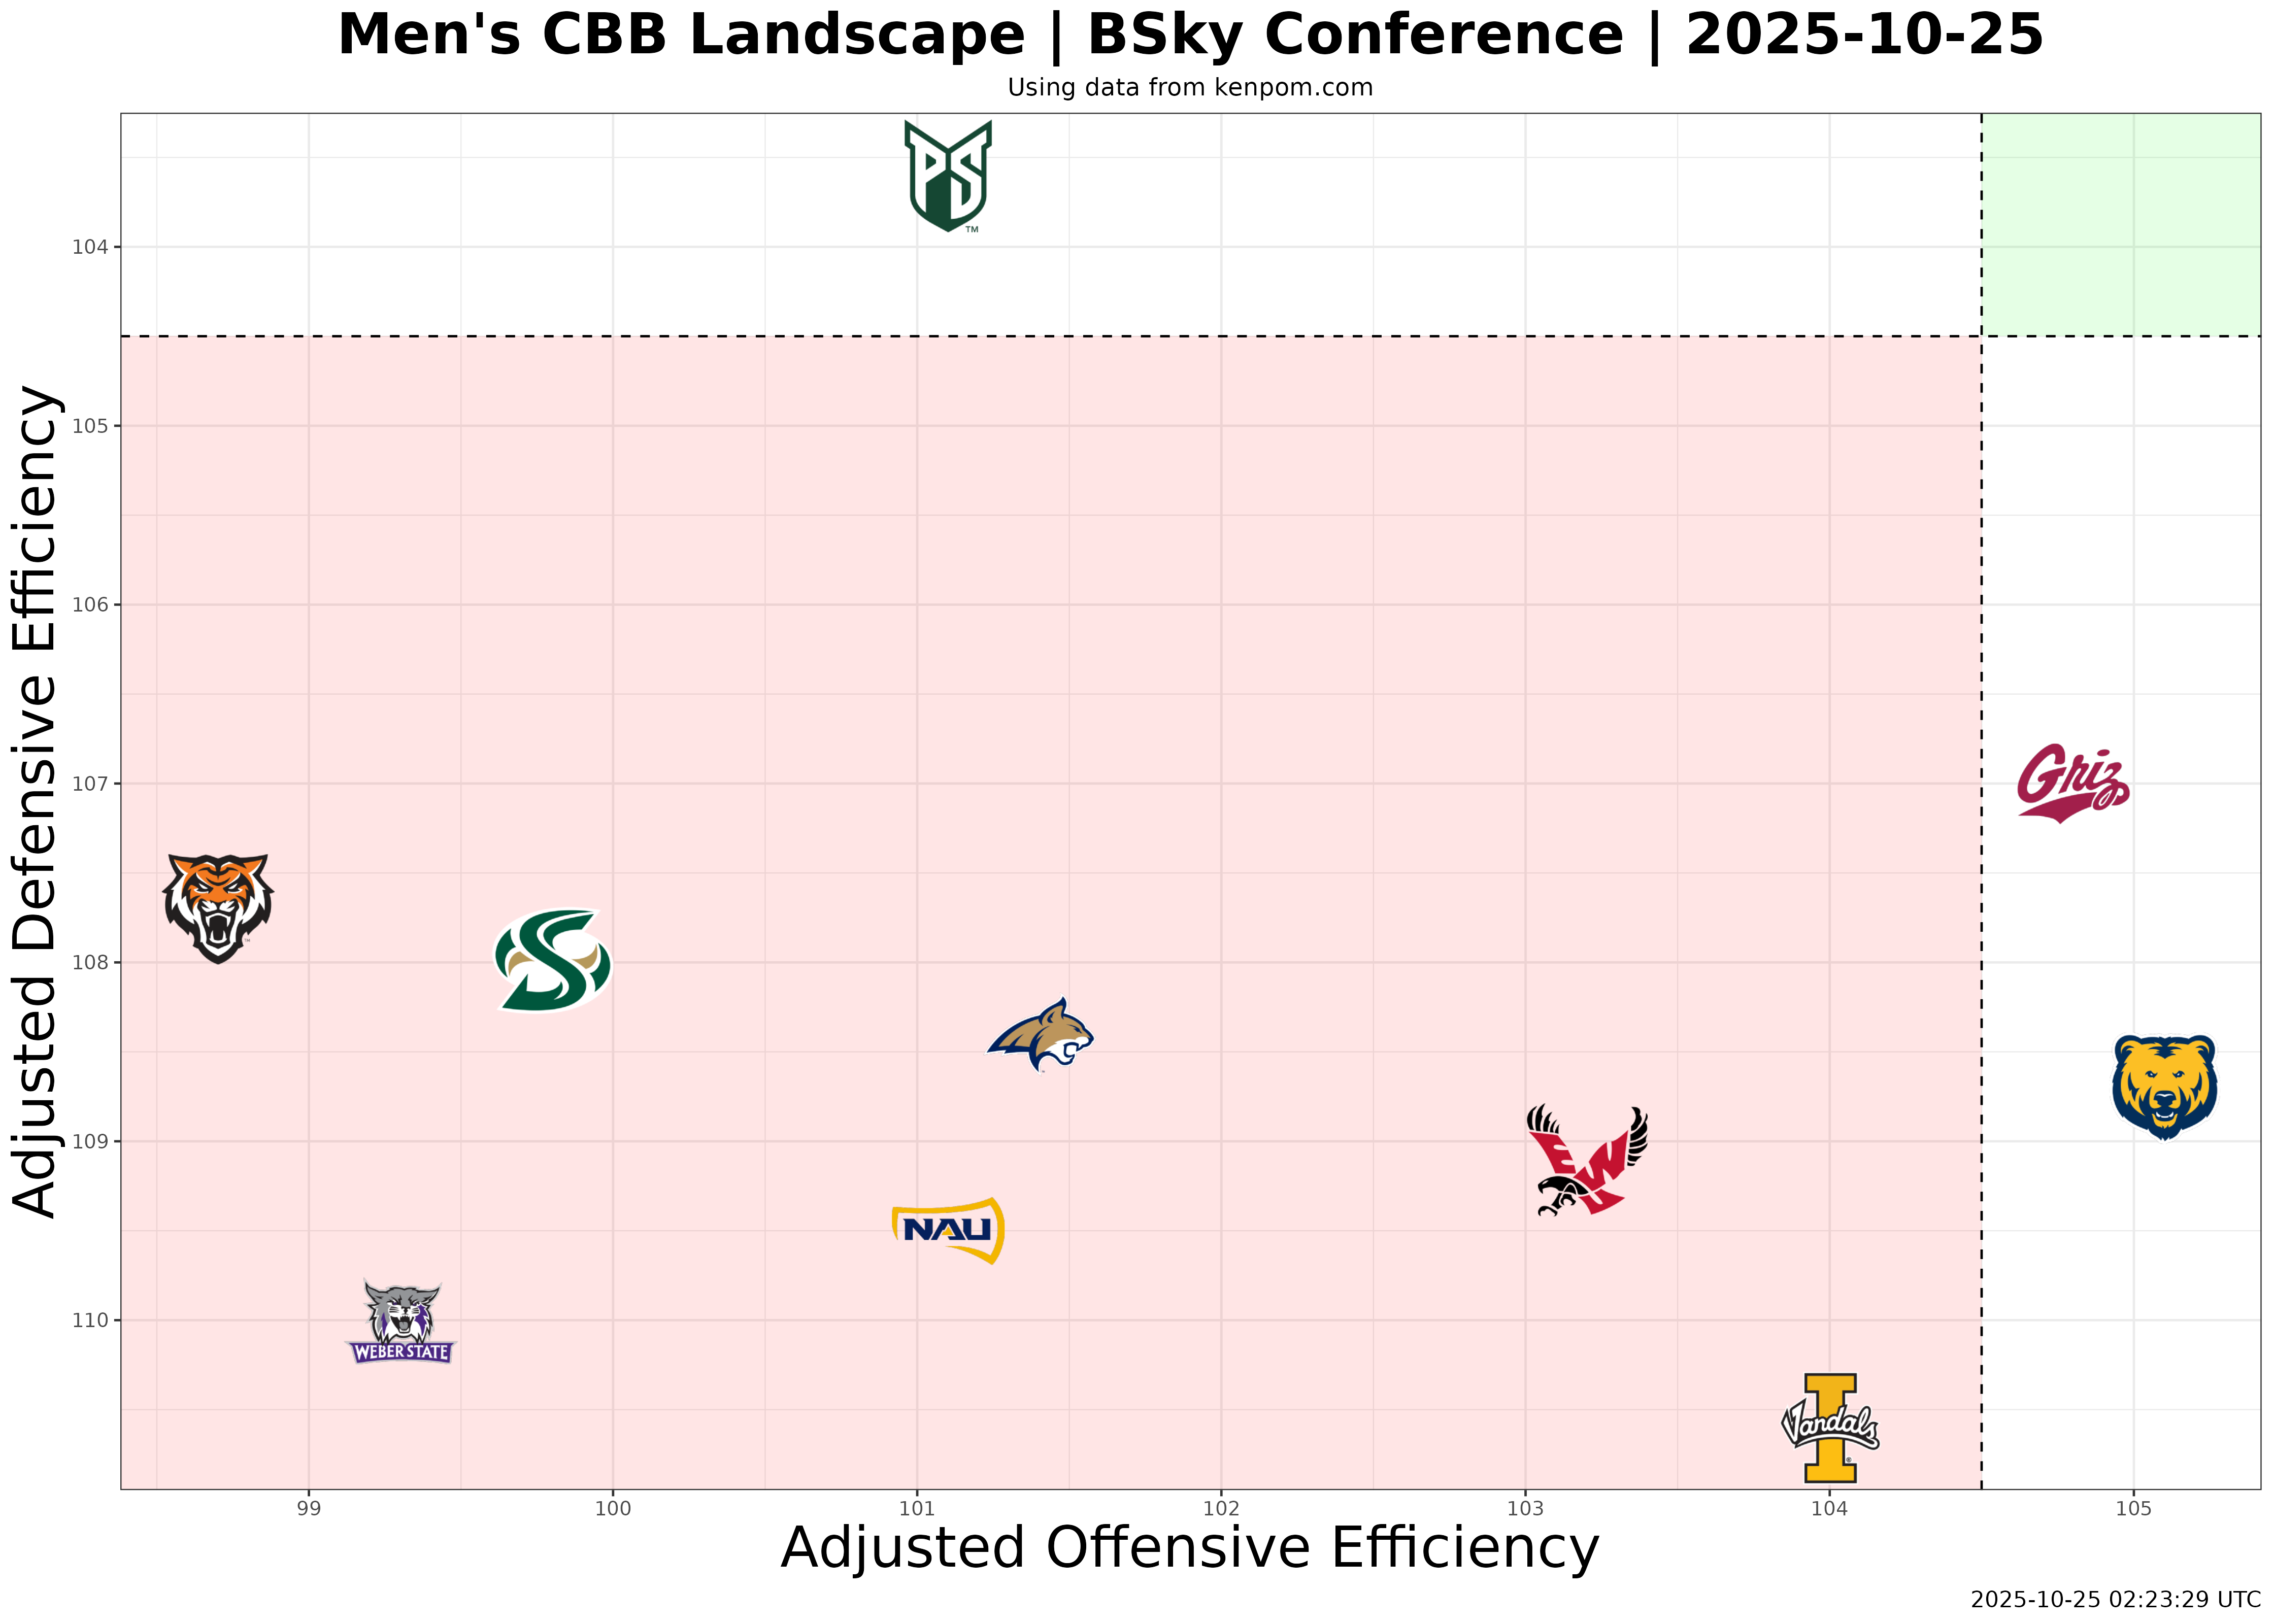 Men's CBB Landscape | BSky Conference | 2025-10-25
Using data from kenpom.com
Adjusted Defensive Efficiency
104
105
106
107
108
109
110
PS
TM
Griz
S
EW
NAU
WEBER STATE
I
Vandals
99
100
101
102
103
104
105
Adjusted Offensive Efficiency
2025-10-25 02:23:29 UTC